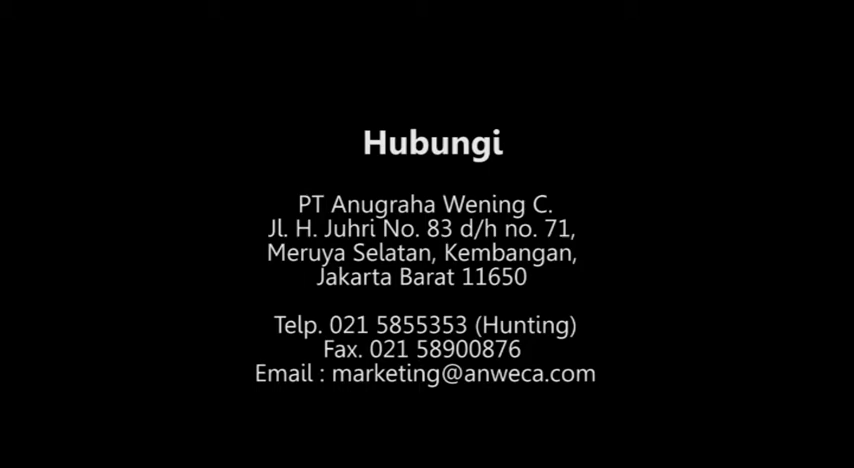 Hubungi
PT Anugraha Wening C.
Jl. H. Juhri No. 83 d/h no. 71,
Meruya Selatan, Kembangan,
Jakarta Barat 11650
Telp. 021 5855353 (Hunting)
Fax. 021 58900876
Email : marketing@anweca.com